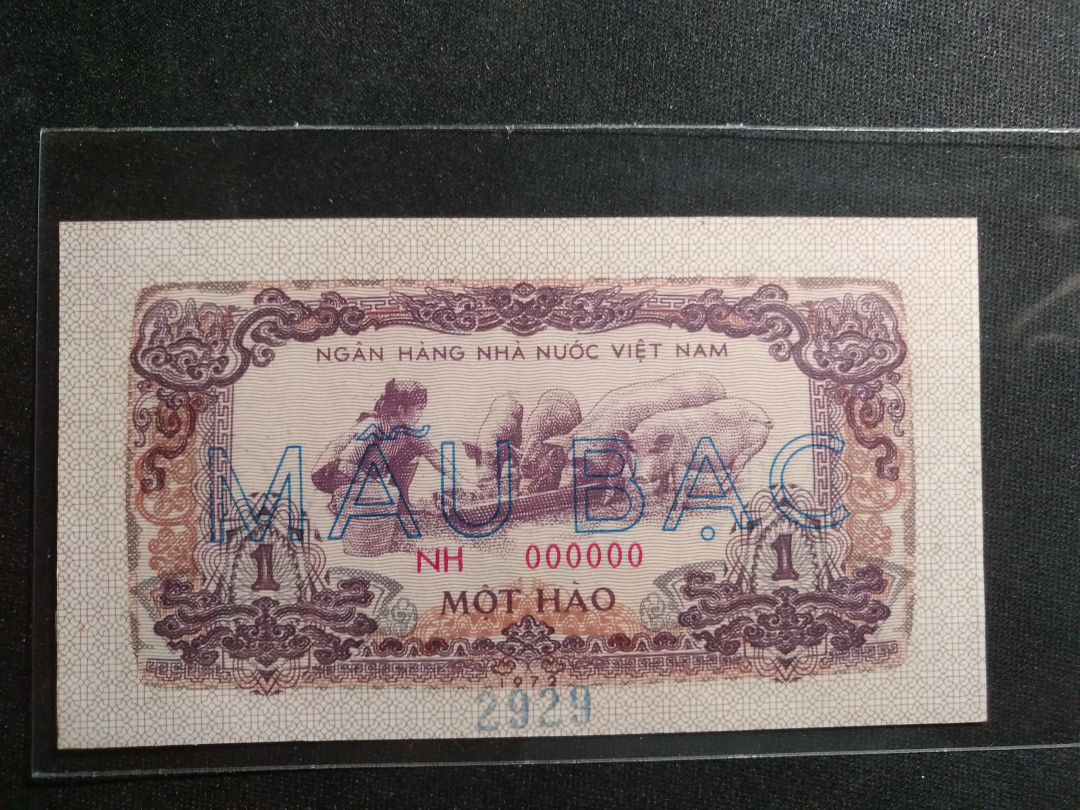 NGÂN HÀNG NHÀ NƯỚC VIỆT NAM
MẪU BẠC
NH 000000
1 1
MỘT HÀO
1972
2929